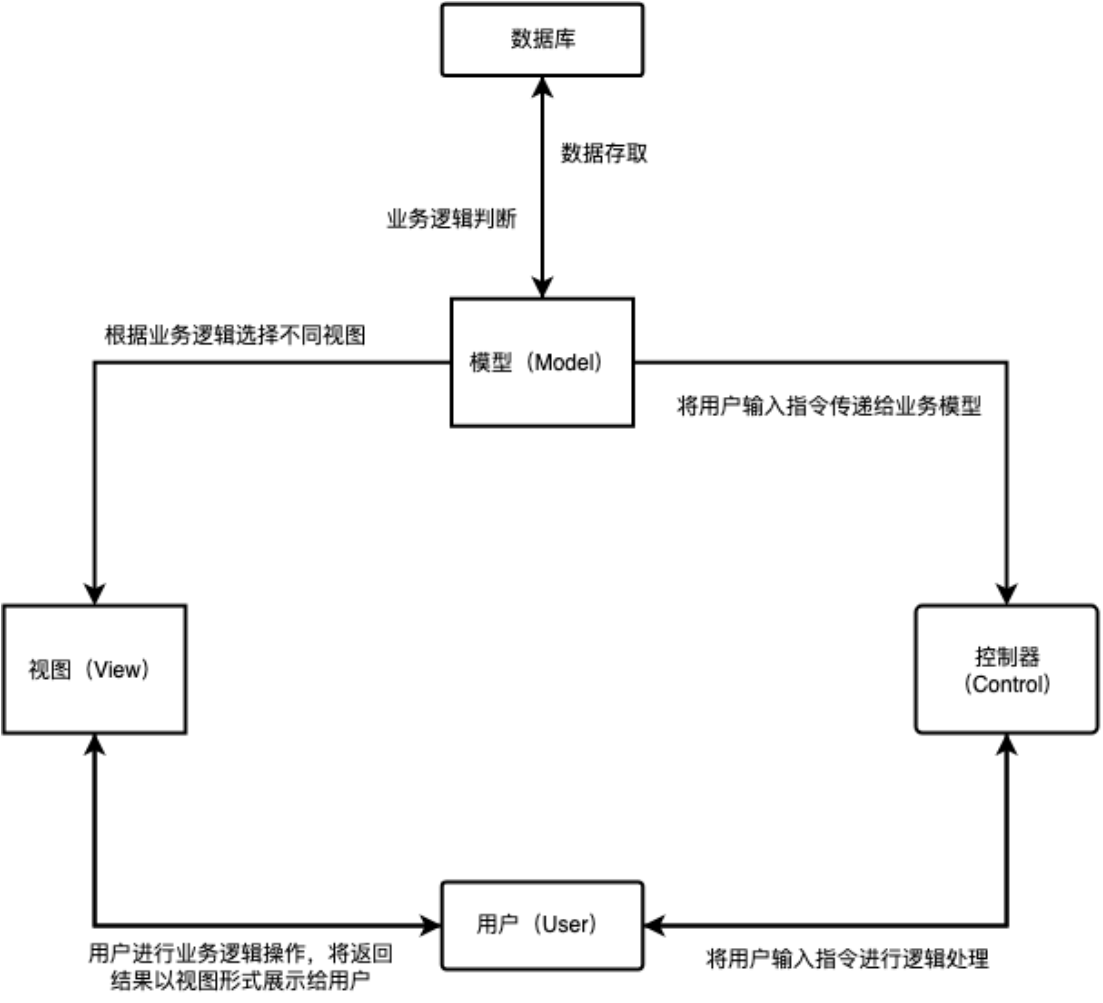 数据库
数据存取
业务逻辑判断
根据业务逻辑选择不同视图
模型（Model）
将用户输入指令传递给业务模型
视图（View）
控制器
（Control）
用户（User）
用户进行业务逻辑操作，将返回
结果以视图形式展示给用户
将用户输入指令进行逻辑处理